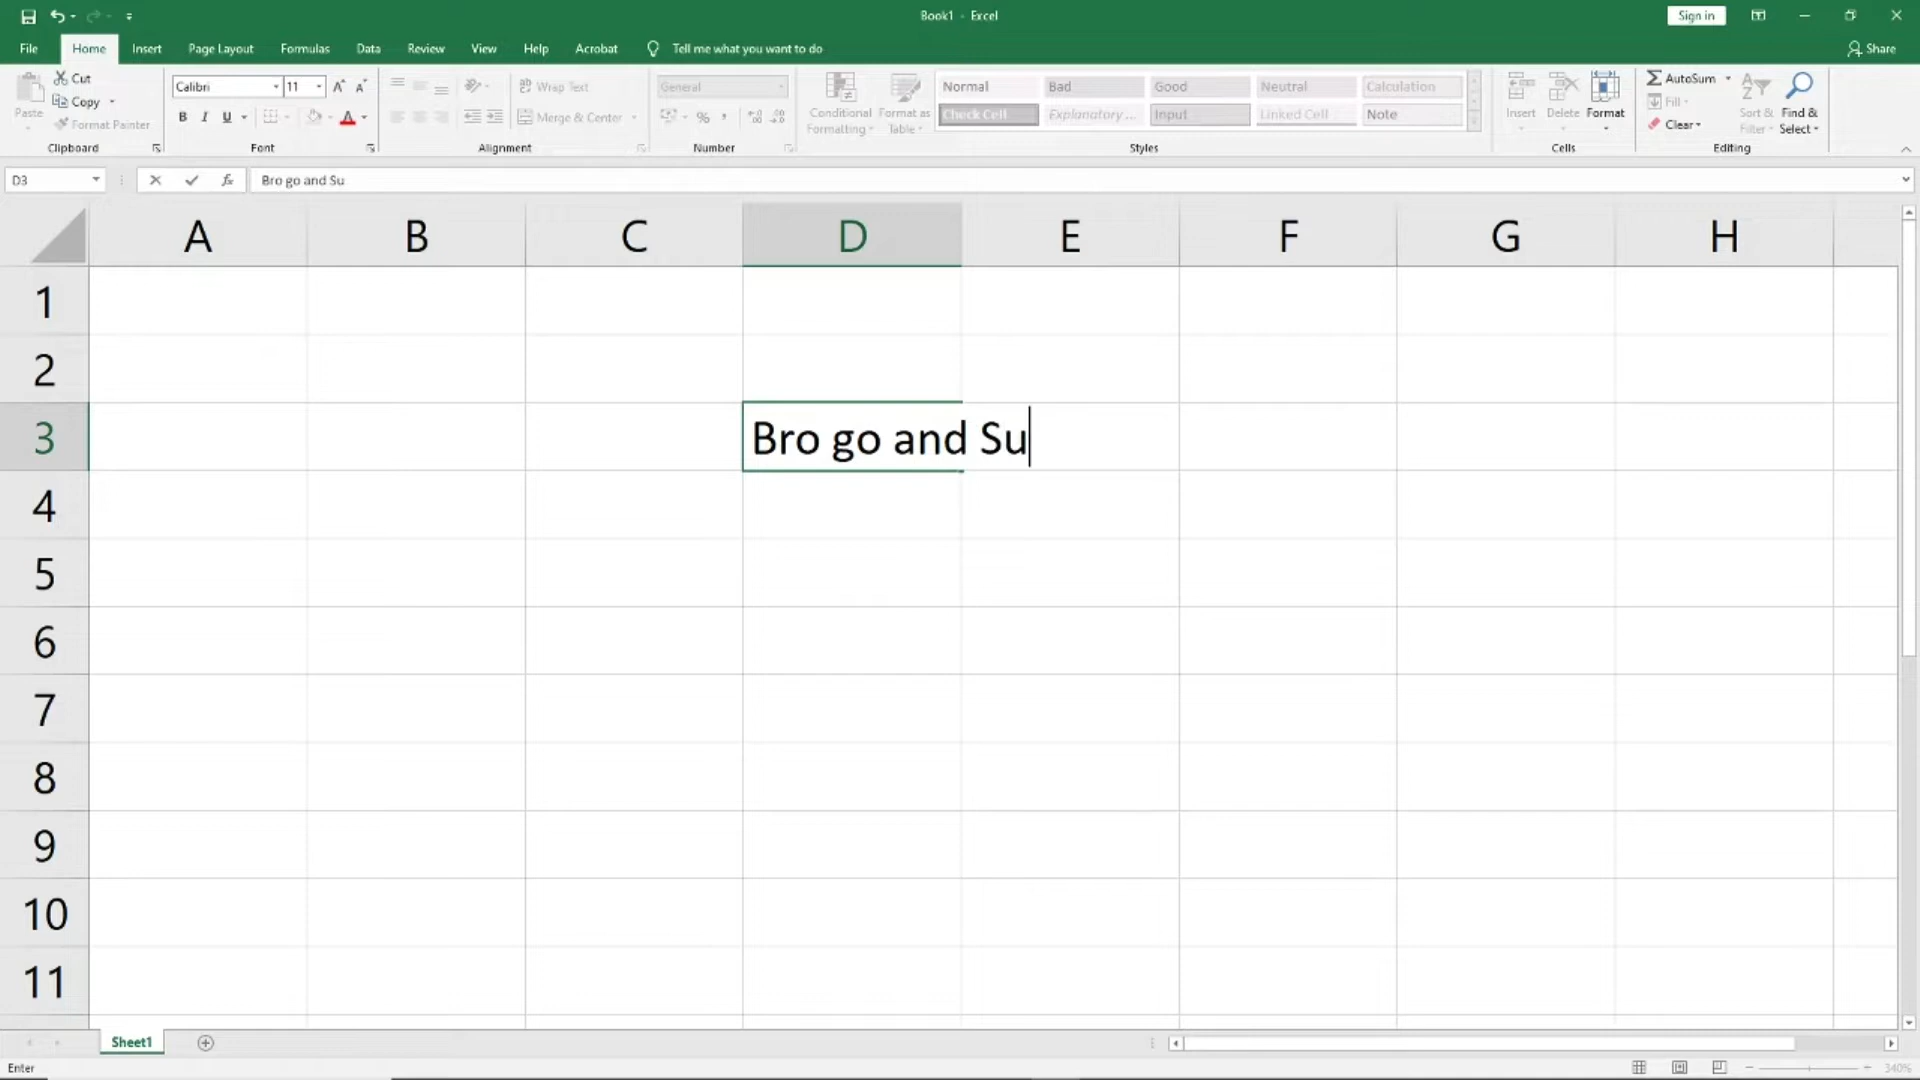 Book1 - Excel
Sign in
File Home Insert Page Layout Formulas Data Review View Help Acrobat Tell me what you want to do Share
Paste
Cut
Copy
Format Painter
Clipboard
Calibri 11
B I U
Font
Wrap Text
Merge & Center
Alignment
General
%
Number
Conditional Formatting
Format as Table
Normal Bad Good Neutral Calculation
Check Cell Explanatory ... Input Linked Cell Note
Styles
Insert Delete Format
Cells
AutoSum
Fill
Clear
Sort & Filter
Find & Select
Editing
D3 fx Bro go and Su
A B C D E F G H
1
2
3 Bro go and Su
4
5
6
7
8
9
10
11
Sheet1
Enter 340%